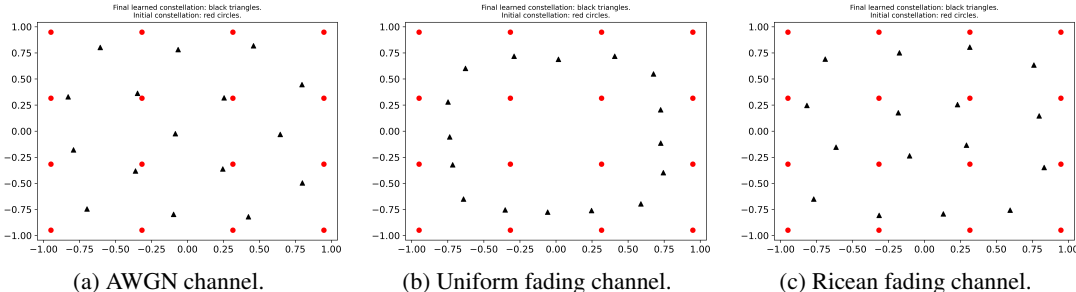 Final learned constellation: black triangles.
Initial constellation: red circles.
1.00
0.75
0.50
0.25
0.00
−0.25
−0.50
−0.75
−1.00
−1.00 −0.75 −0.50 −0.25 0.00 0.25 0.50 0.75 1.00
(a) AWGN channel.
Final learned constellation: black triangles.
Initial constellation: red circles.
1.00
0.75
0.50
0.25
0.00
−0.25
−0.50
−0.75
−1.00
−1.00 −0.75 −0.50 −0.25 0.00 0.25 0.50 0.75 1.00
(b) Uniform fading channel.
Final learned constellation: black triangles.
Initial constellation: red circles.
1.00
0.75
0.50
0.25
0.00
−0.25
−0.50
−0.75
−1.00
−1.00 −0.75 −0.50 −0.25 0.00 0.25 0.50 0.75 1.00
(c) Ricean fading channel.